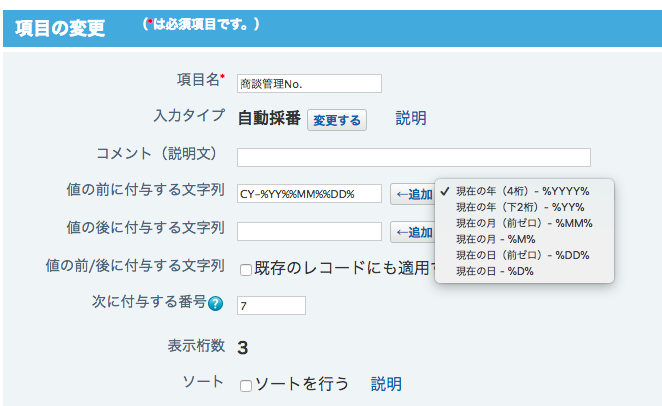 項目の変更 (*は必須項目です。)
項目名* 商談管理No.
入力タイプ 自動採番 変更する 説明
コメント（説明文）
値の前に付与する文字列 CY-%YY%%MM%%DD% ←追加
✓ 現在の年（4桁）- %YYYY%
現在の年（下2桁）- %YY%
現在の月（前ゼロ）- %MM%
現在の月 - %M%
現在の日（前ゼロ）- %DD%
現在の日 - %D%
値の後に付与する文字列 ←追加
値の前/後に付与する文字列 既存のレコードにも適用
次に付与する番号 ? 7
表示桁数 3
ソート ソートを行う 説明